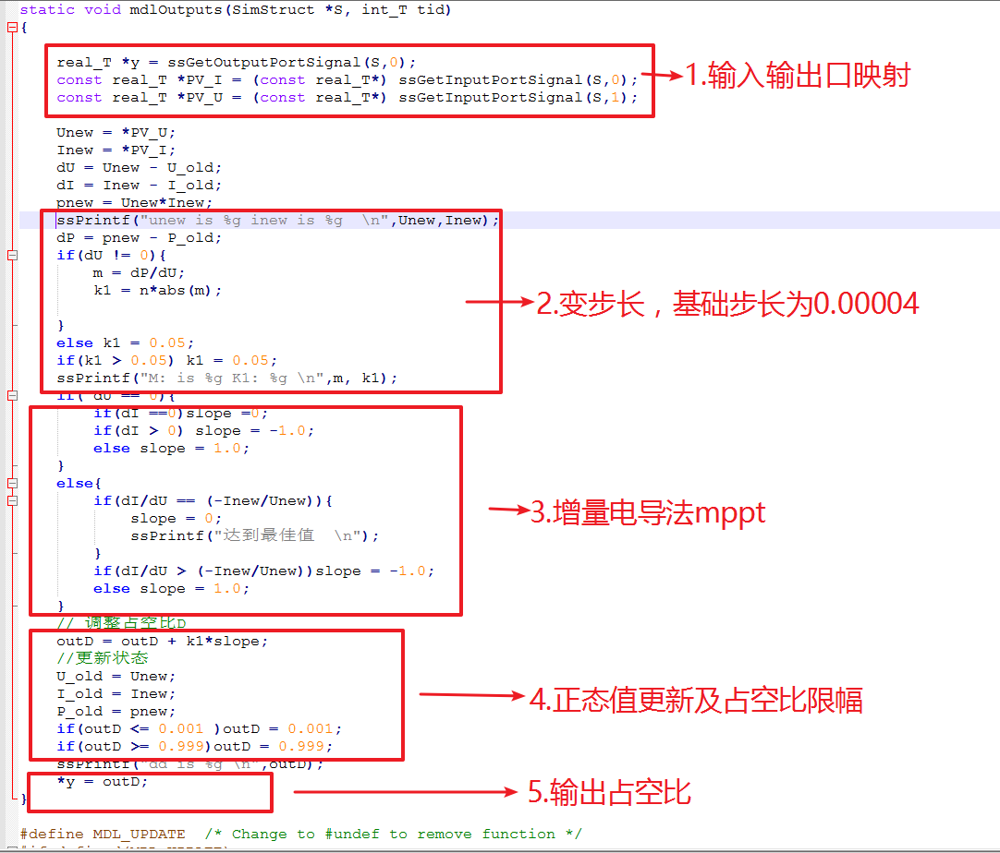 static void mdlOutputs(SimStruct *S, int_T tid)
{
real_T *y = ssGetOutputPortSignal(S,0);
const real_T *PV_I = (const real_T*) ssGetInputPortSignal(S,0);
const real_T *PV_U = (const real_T*) ssGetInputPortSignal(S,1);
1.输入输出口映射
Unew = *PV_U;
Inew = *PV_I;
dU = Unew - U_old;
dI = Inew - I_old;
pnew = Unew*Inew;
ssPrintf("unew is %g inew is %g  \n",Unew,Inew);
dP = pnew - P_old;
if(dU != 0){
m = dP/dU;
k1 = n*abs(m);
2.变步长，基础步长为0.00004
}
else k1 = 0.05;
if(k1 > 0.05) k1 = 0.05;
ssPrintf("M: is %g K1: %g \n",m, k1);
if( dU == 0){
if(dI ==0)slope =0;
if(dI > 0) slope = -1.0;
else slope = 1.0;
}
else{
if(dI/dU == (-Inew/Unew)){
slope = 0;
3.增量电导法mppt
ssPrintf("达到最佳值  \n");
}
if(dI/dU > (-Inew/Unew))slope = -1.0;
else slope = 1.0;
}
// 调整占空比D
outD = outD + k1*slope;
//更新状态
U_old = Unew;
I_old = Inew;
4.正态值更新及占空比限幅
P_old = pnew;
if(outD <= 0.001 )outD = 0.001;
if(outD >= 0.999)outD = 0.999;
ssPrintf("dd is %g \n",outD);
*y = outD;
5.输出占空比
}
#define MDL_UPDATE  /* Change to #undef to remove function */